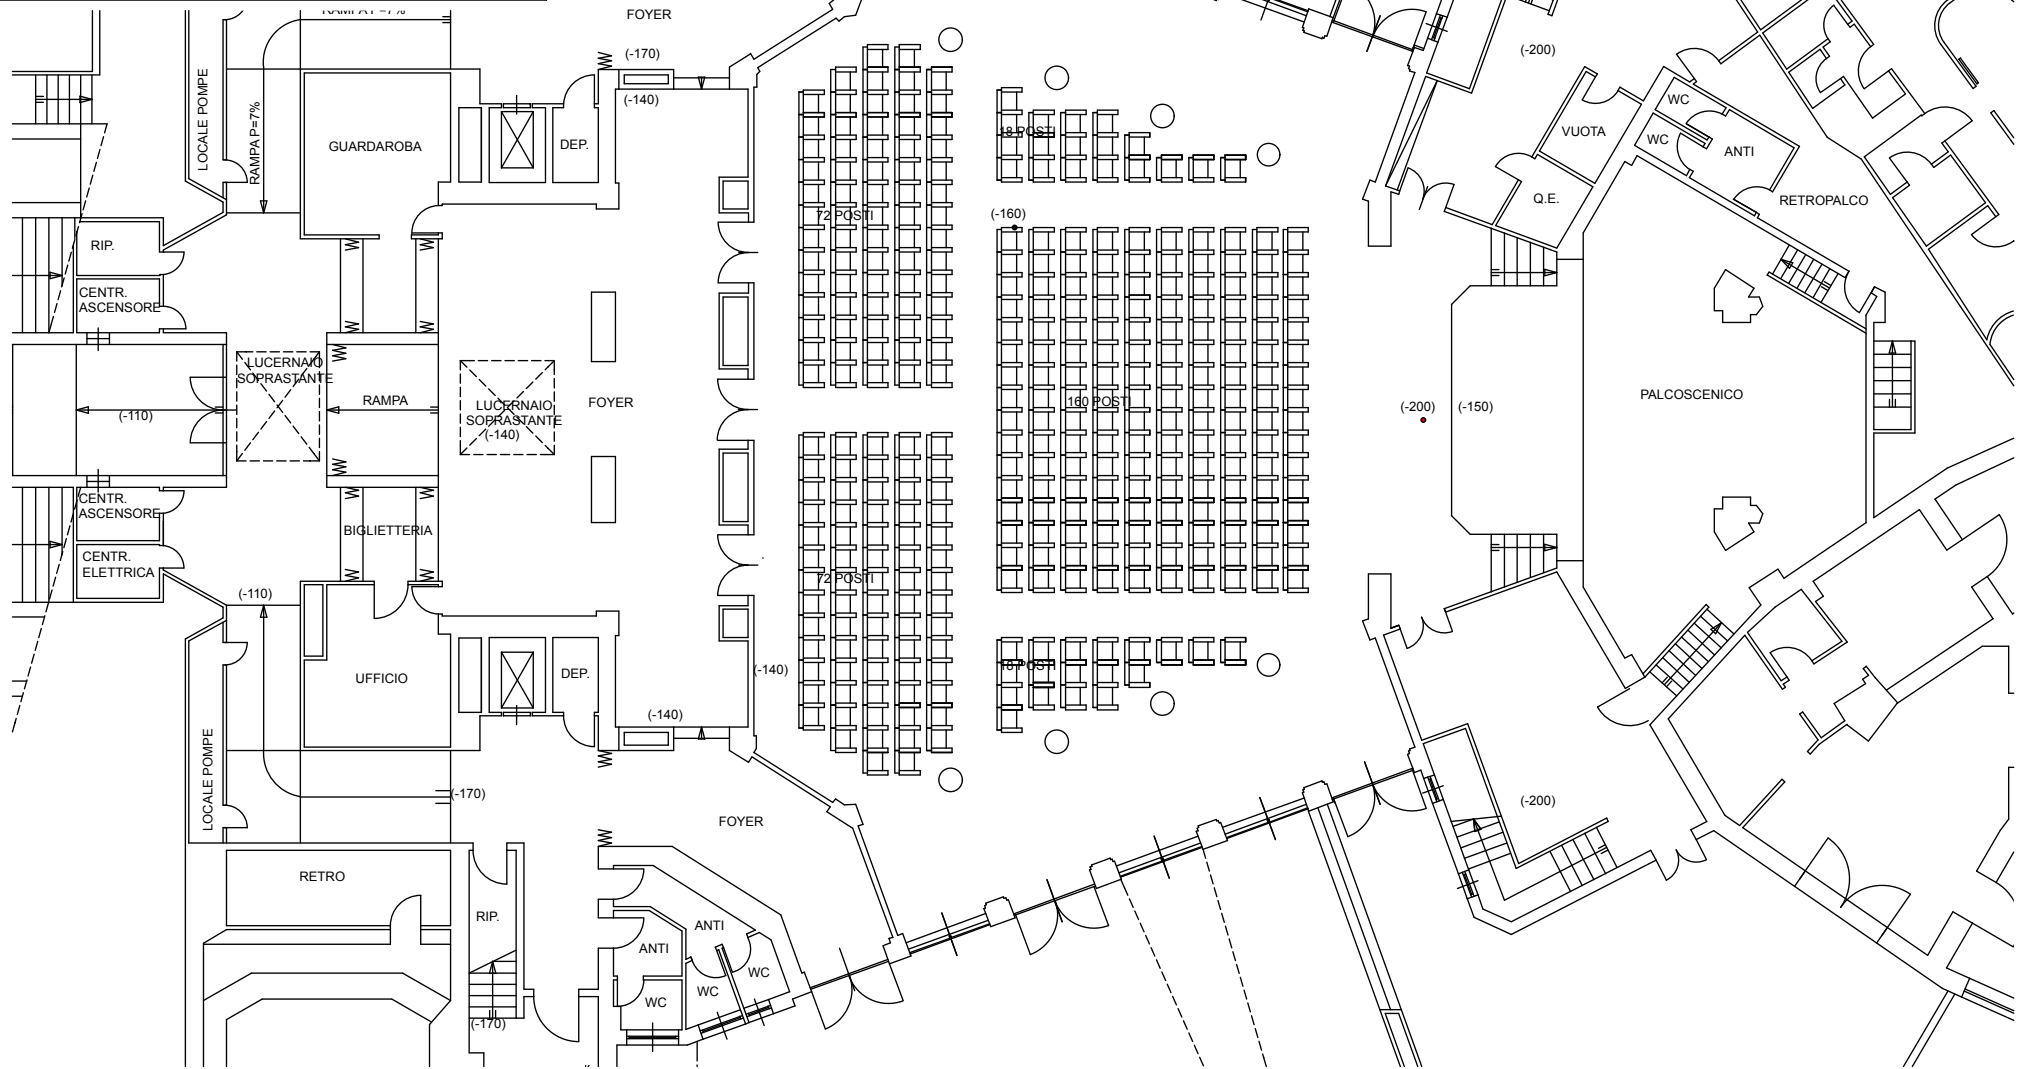 RAMPA P=7%
FOYER
(-170)
(-200)
LOCALE POMPE
RAMPA P=7%
(-140)
WC
GUARDAROBA
DEP.
18 POSTI
VUOTA
WC
ANTI
Q.E.
RETROPALCO
72 POSTI
(-160)
RIP.
CENTR.
ASCENSORE
LUCERNAIO
SOPRASTANTE
RAMPA
FOYER
(-110)
LUCERNAIO
SOPRASTANTE
(-140)
160 POSTI
(-200)
(-150)
PALCOSCENICO
CENTR.
ASCENSORE
BIGLIETTERIA
CENTR.
ELETTRICA
72 POSTI
(-110)
UFFICIO
DEP.
(-140)
18 POSTI
(-140)
LOCALE POMPE
(-170)
FOYER
(-200)
RETRO
RIP.
ANTI
ANTI
WC
WC
WC
(-170)